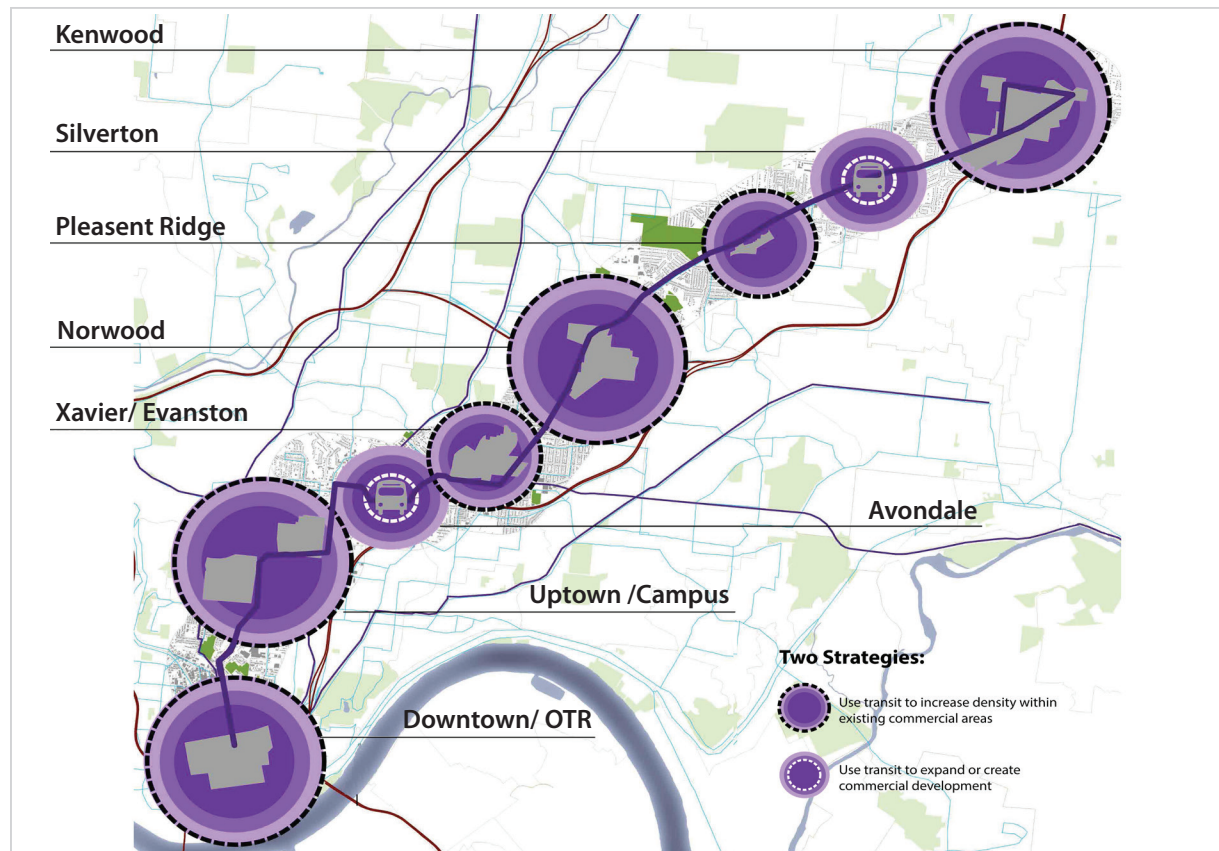 Kenwood
Silverton
Pleasent Ridge
Norwood
Xavier/ Evanston
Avondale
Uptown /Campus
Downtown/ OTR
Two Strategies:
Use transit to increase density within
existing commercial areas
Use transit to expand or create
commercial development